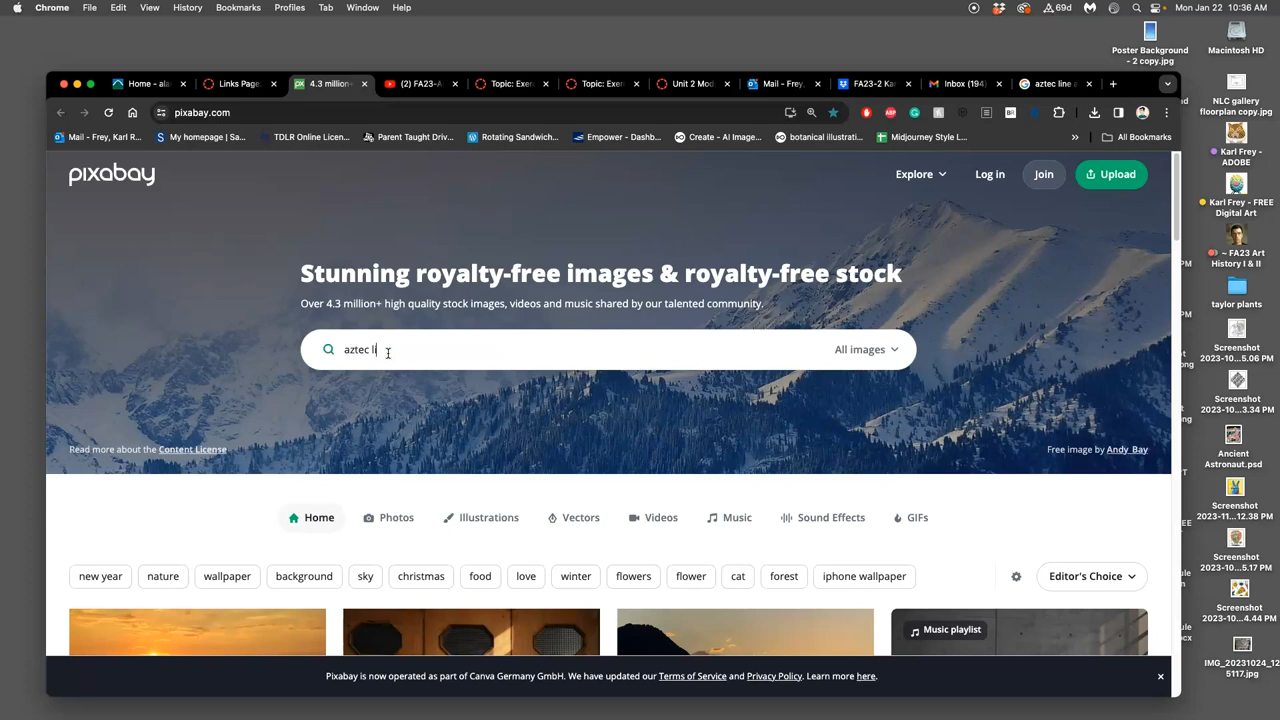 Chrome File Edit View History Bookmarks Profiles Tab Window Help 69d Mon Jan 22 10:36 AM
Home - ala Links Page: 4.3 million+ (2) FA23-A Topic: Exer Topic: Exer Unit 2 Mod Mail - Frey, FA23-2 Ka Inbox (194) aztec line a
pixabay.com
Mail - Frey, Karl R... My homepage | Sa... TDLR Online Licen... Parent Taught Driv... Rotating Sandwich... Empower - Dashb... Create - AI Image... botanical illustrati... Midjourney Style L... » All Bookmarks
pixabay Explore Log in Join Upload
Stunning royalty-free images & royalty-free stock
Over 4.3 million+ high quality stock images, videos and music shared by our talented community.
aztec li All images
Read more about the Content License Free image by Andy_Bay
Home Photos Illustrations Vectors Videos Music Sound Effects GIFs
new year nature wallpaper background sky christmas food love winter flowers flower cat forest iphone wallpaper Editor's Choice
Music playlist
Pixabay is now operated as part of Canva Germany GmbH. We have updated our Terms of Service and Privacy Policy. Learn more here.
Poster Background
- 2 copy.jpg
Macintosh HD
NLC gallery
floorplan copy.jpg
Karl Frey -
ADOBE
Karl Frey - FREE
Digital Art
~ FA23 Art
History I & II
taylor plants
Screenshot
2023-10...5.06 PM
Screenshot
2023-10...3.34 PM
Ancient
Astronaut.psd
Screenshot
2023-11...12.38 PM
Screenshot
2023-10...5.17 PM
Screenshot
2023-10...4.44 PM
IMG_20231024_12
5117.jpg